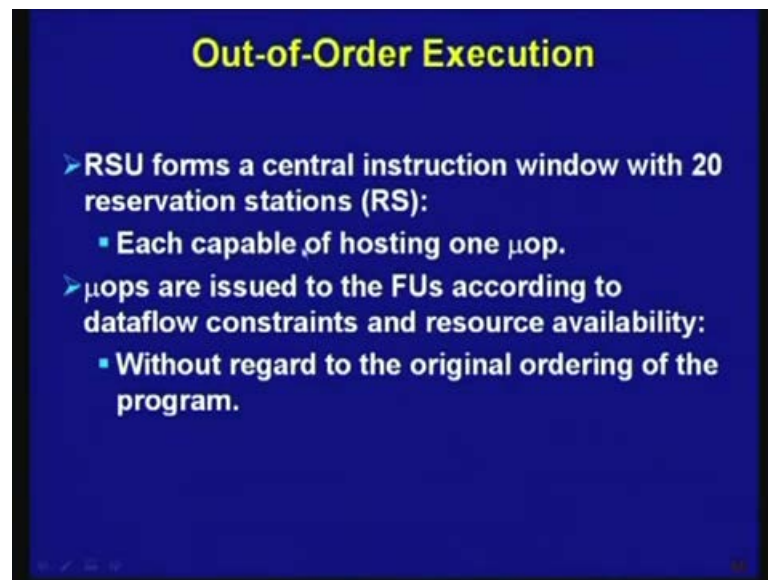 Out-of-Order Execution
➢RSU forms a central instruction window with 20
reservation stations (RS):
▪ Each capable of hosting one μop.
➢μops are issued to the FUs according to
dataflow constraints and resource availability:
▪ Without regard to the original ordering of the
program.